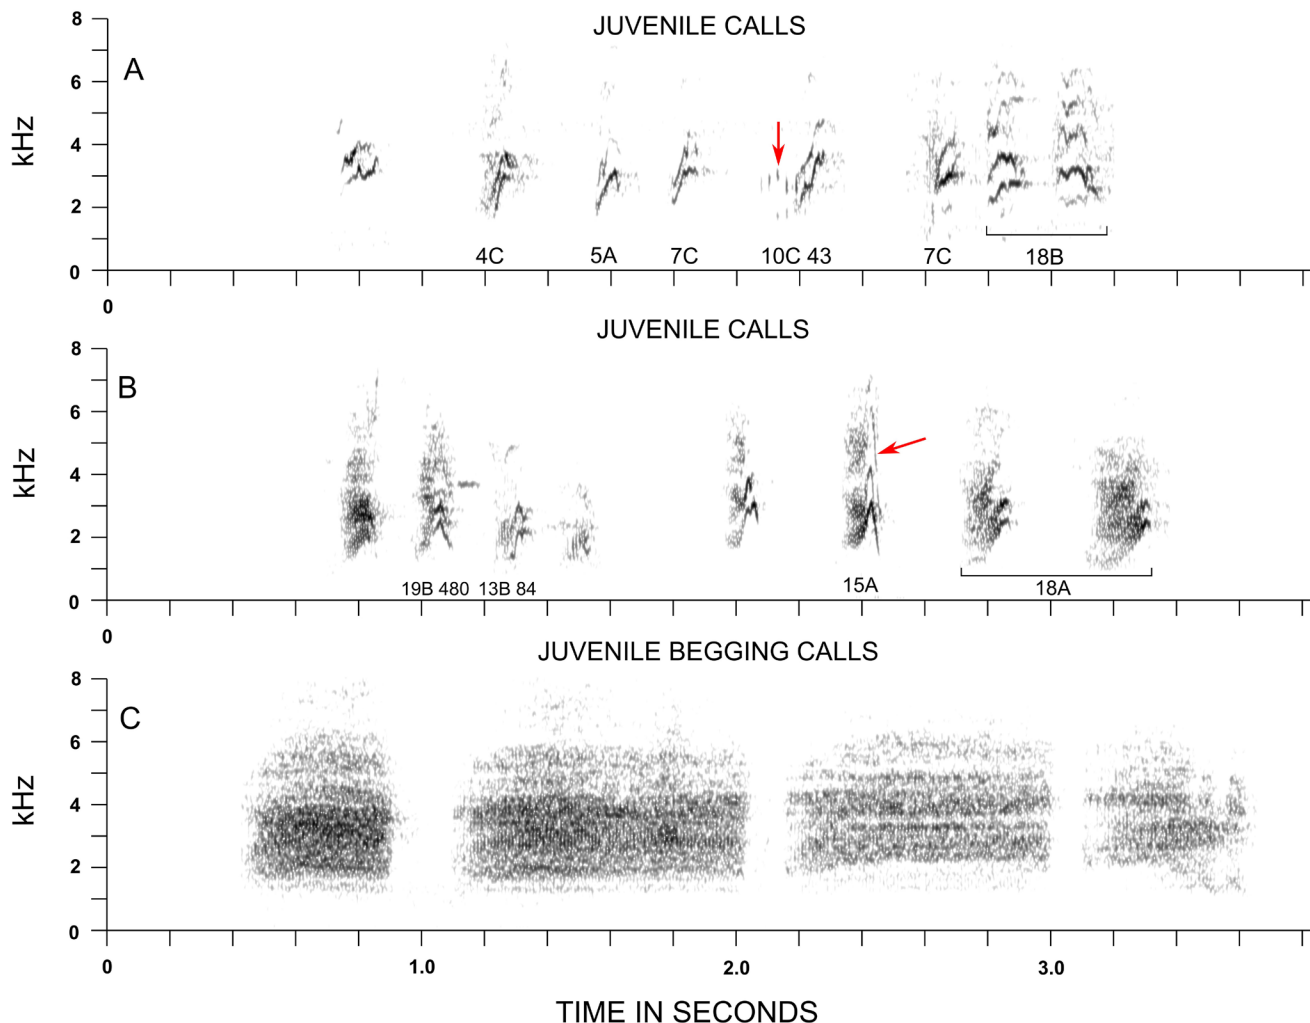 JUVENILE CALLS
A
kHz
8
6
4
2
0
4C 5A 7C 10C 43 7C 18B
0
JUVENILE CALLS
B
kHz
8
6
4
2
0
19B 480 13B 84 15A 18A
0
JUVENILE BEGGING CALLS
C
kHz
8
6
4
2
0
0 1.0 2.0 3.0
TIME IN SECONDS